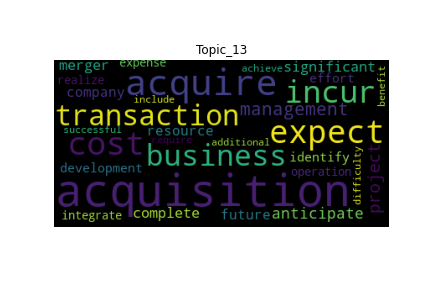 Topic_13
merger expense achieve significant
realize acquire effort benefit
company include incur
transaction management
successful resource expect
cost require additional
business identify
development operation difficulty project
acquisition
integrate complete future anticipate